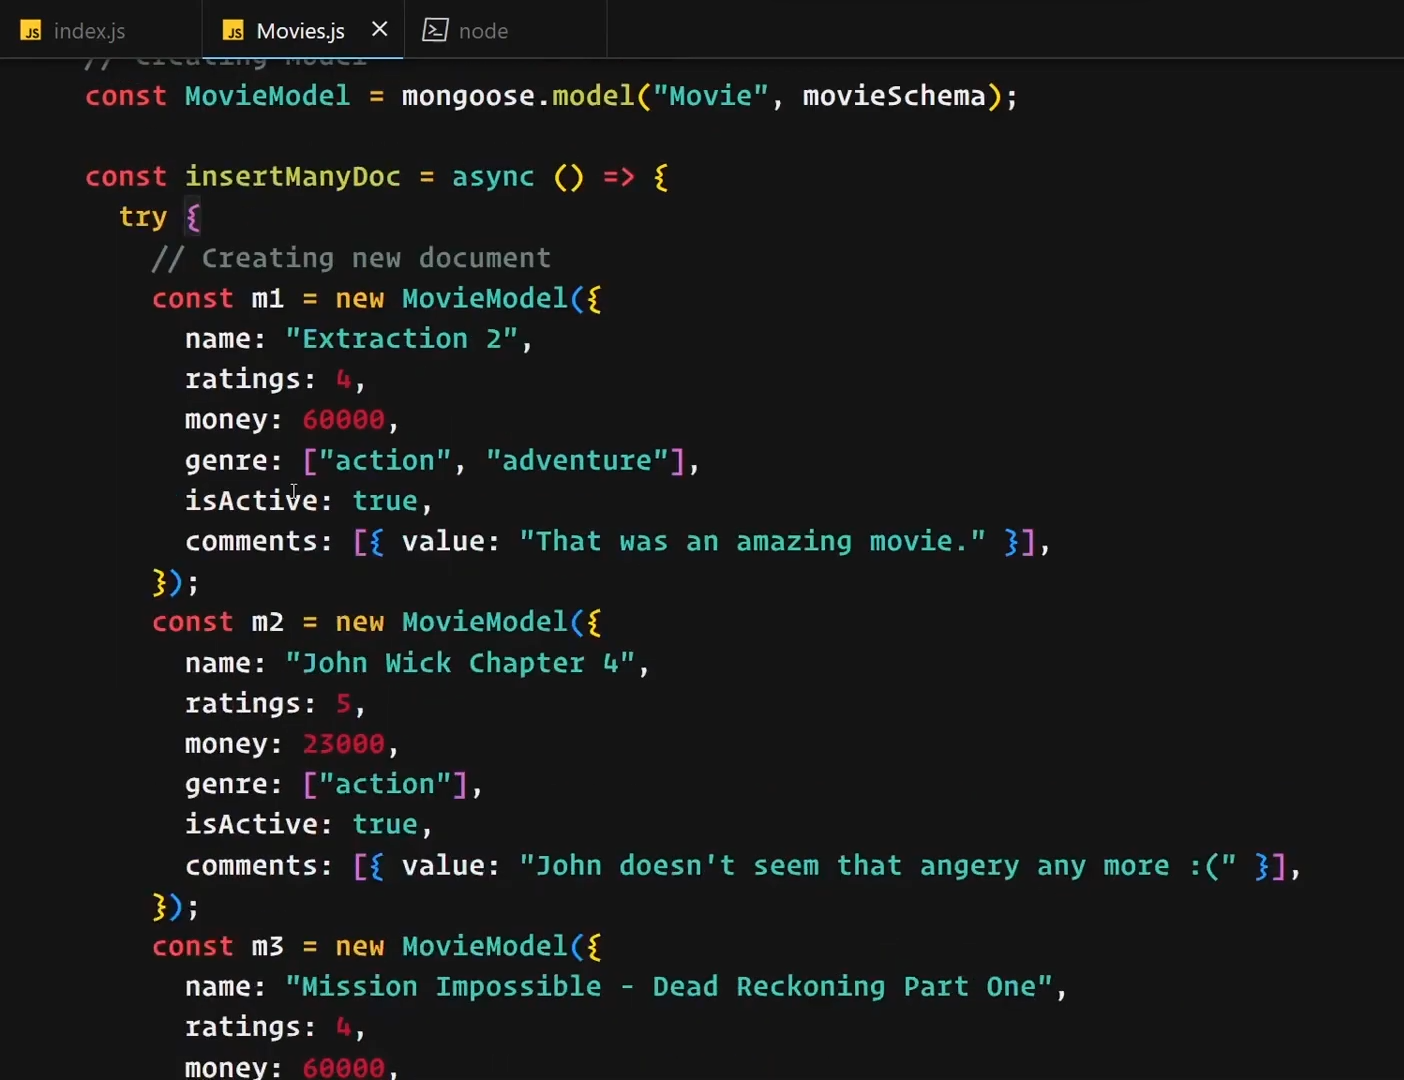 index.js Movies.js node
// Creating Model
const MovieModel = mongoose.model("Movie", movieSchema);
const insertManyDoc = async () => {
try {
// Creating new document
const m1 = new MovieModel({
name: "Extraction 2",
ratings: 4,
money: 60000,
genre: ["action", "adventure"],
isActive: true,
comments: [{ value: "That was an amazing movie." }],
});
const m2 = new MovieModel({
name: "John Wick Chapter 4",
ratings: 5,
money: 23000,
genre: ["action"],
isActive: true,
comments: [{ value: "John doesn't seem that angery any more :(" }],
});
const m3 = new MovieModel({
name: "Mission Impossible - Dead Reckoning Part One",
ratings: 4,
money: 60000,